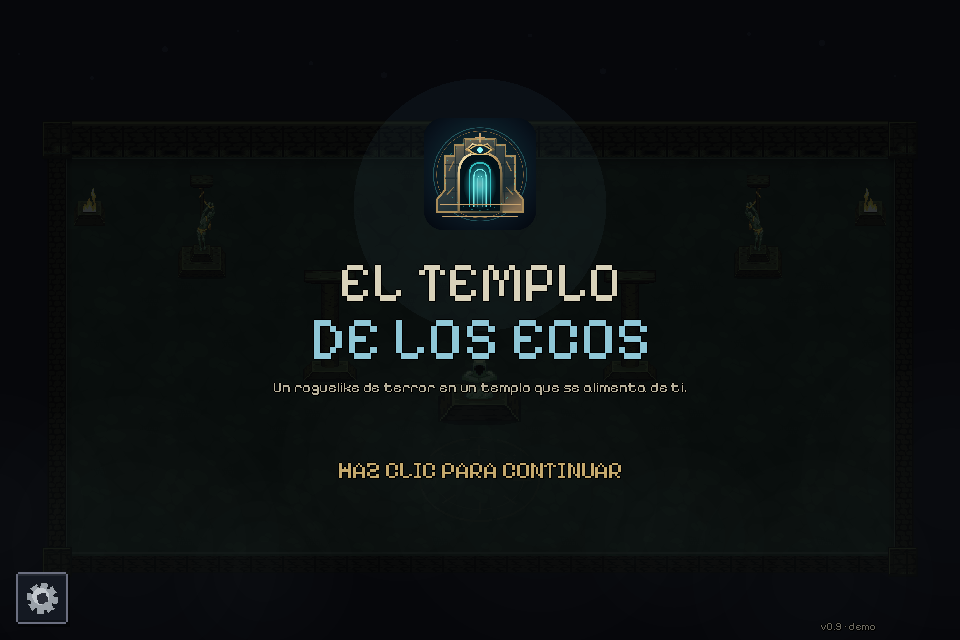 EL TEMPLO
DE LOS ECOS
Un roguelike de terror en un templo que se alimenta de ti.
HAZ CLIC PARA CONTINUAR
v0.9 · demo